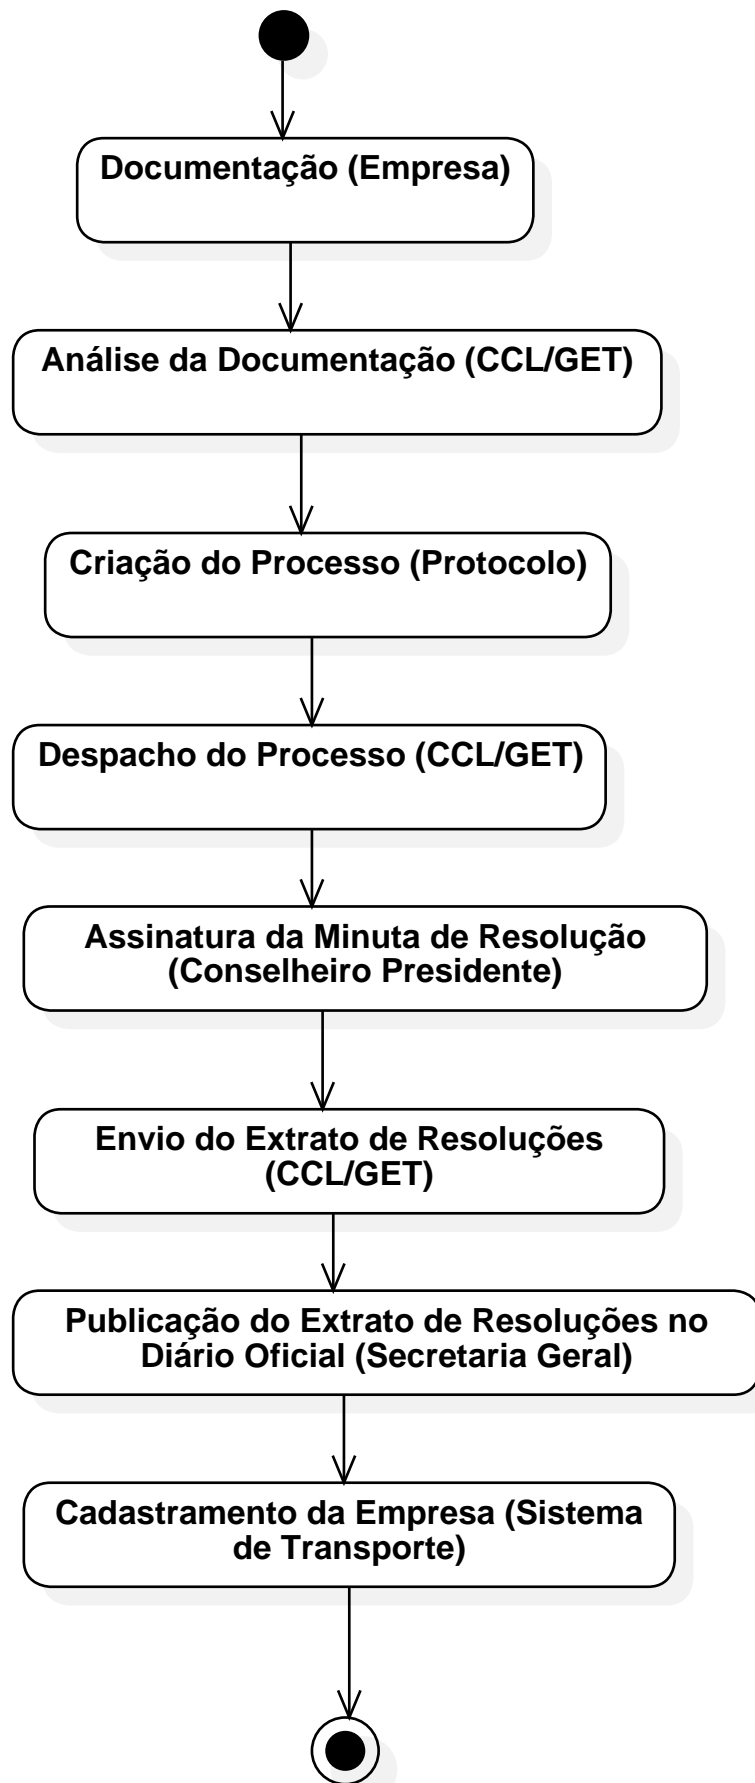 Documentação (Empresa)
Análise da Documentação (CCL/GET)
Criação do Processo (Protocolo)
Despacho do Processo (CCL/GET)
Assinatura da Minuta de Resolução
(Conselheiro Presidente)
Envio do Extrato de Resoluções
(CCL/GET)
Publicação do Extrato de Resoluções no
Diário Oficial (Secretaria Geral)
Cadastramento da Empresa (Sistema
de Transporte)